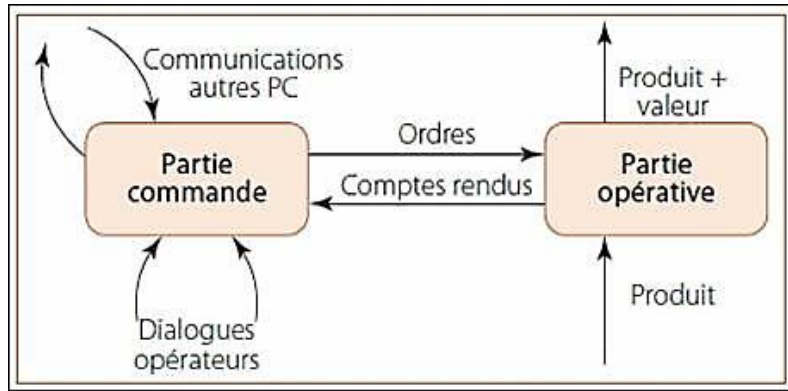 Communications
autres PC
Produit +
valeur
Partie
commande
Ordres
Comptes rendus
Partie
opérative
Dialogues
opérateurs
Produit